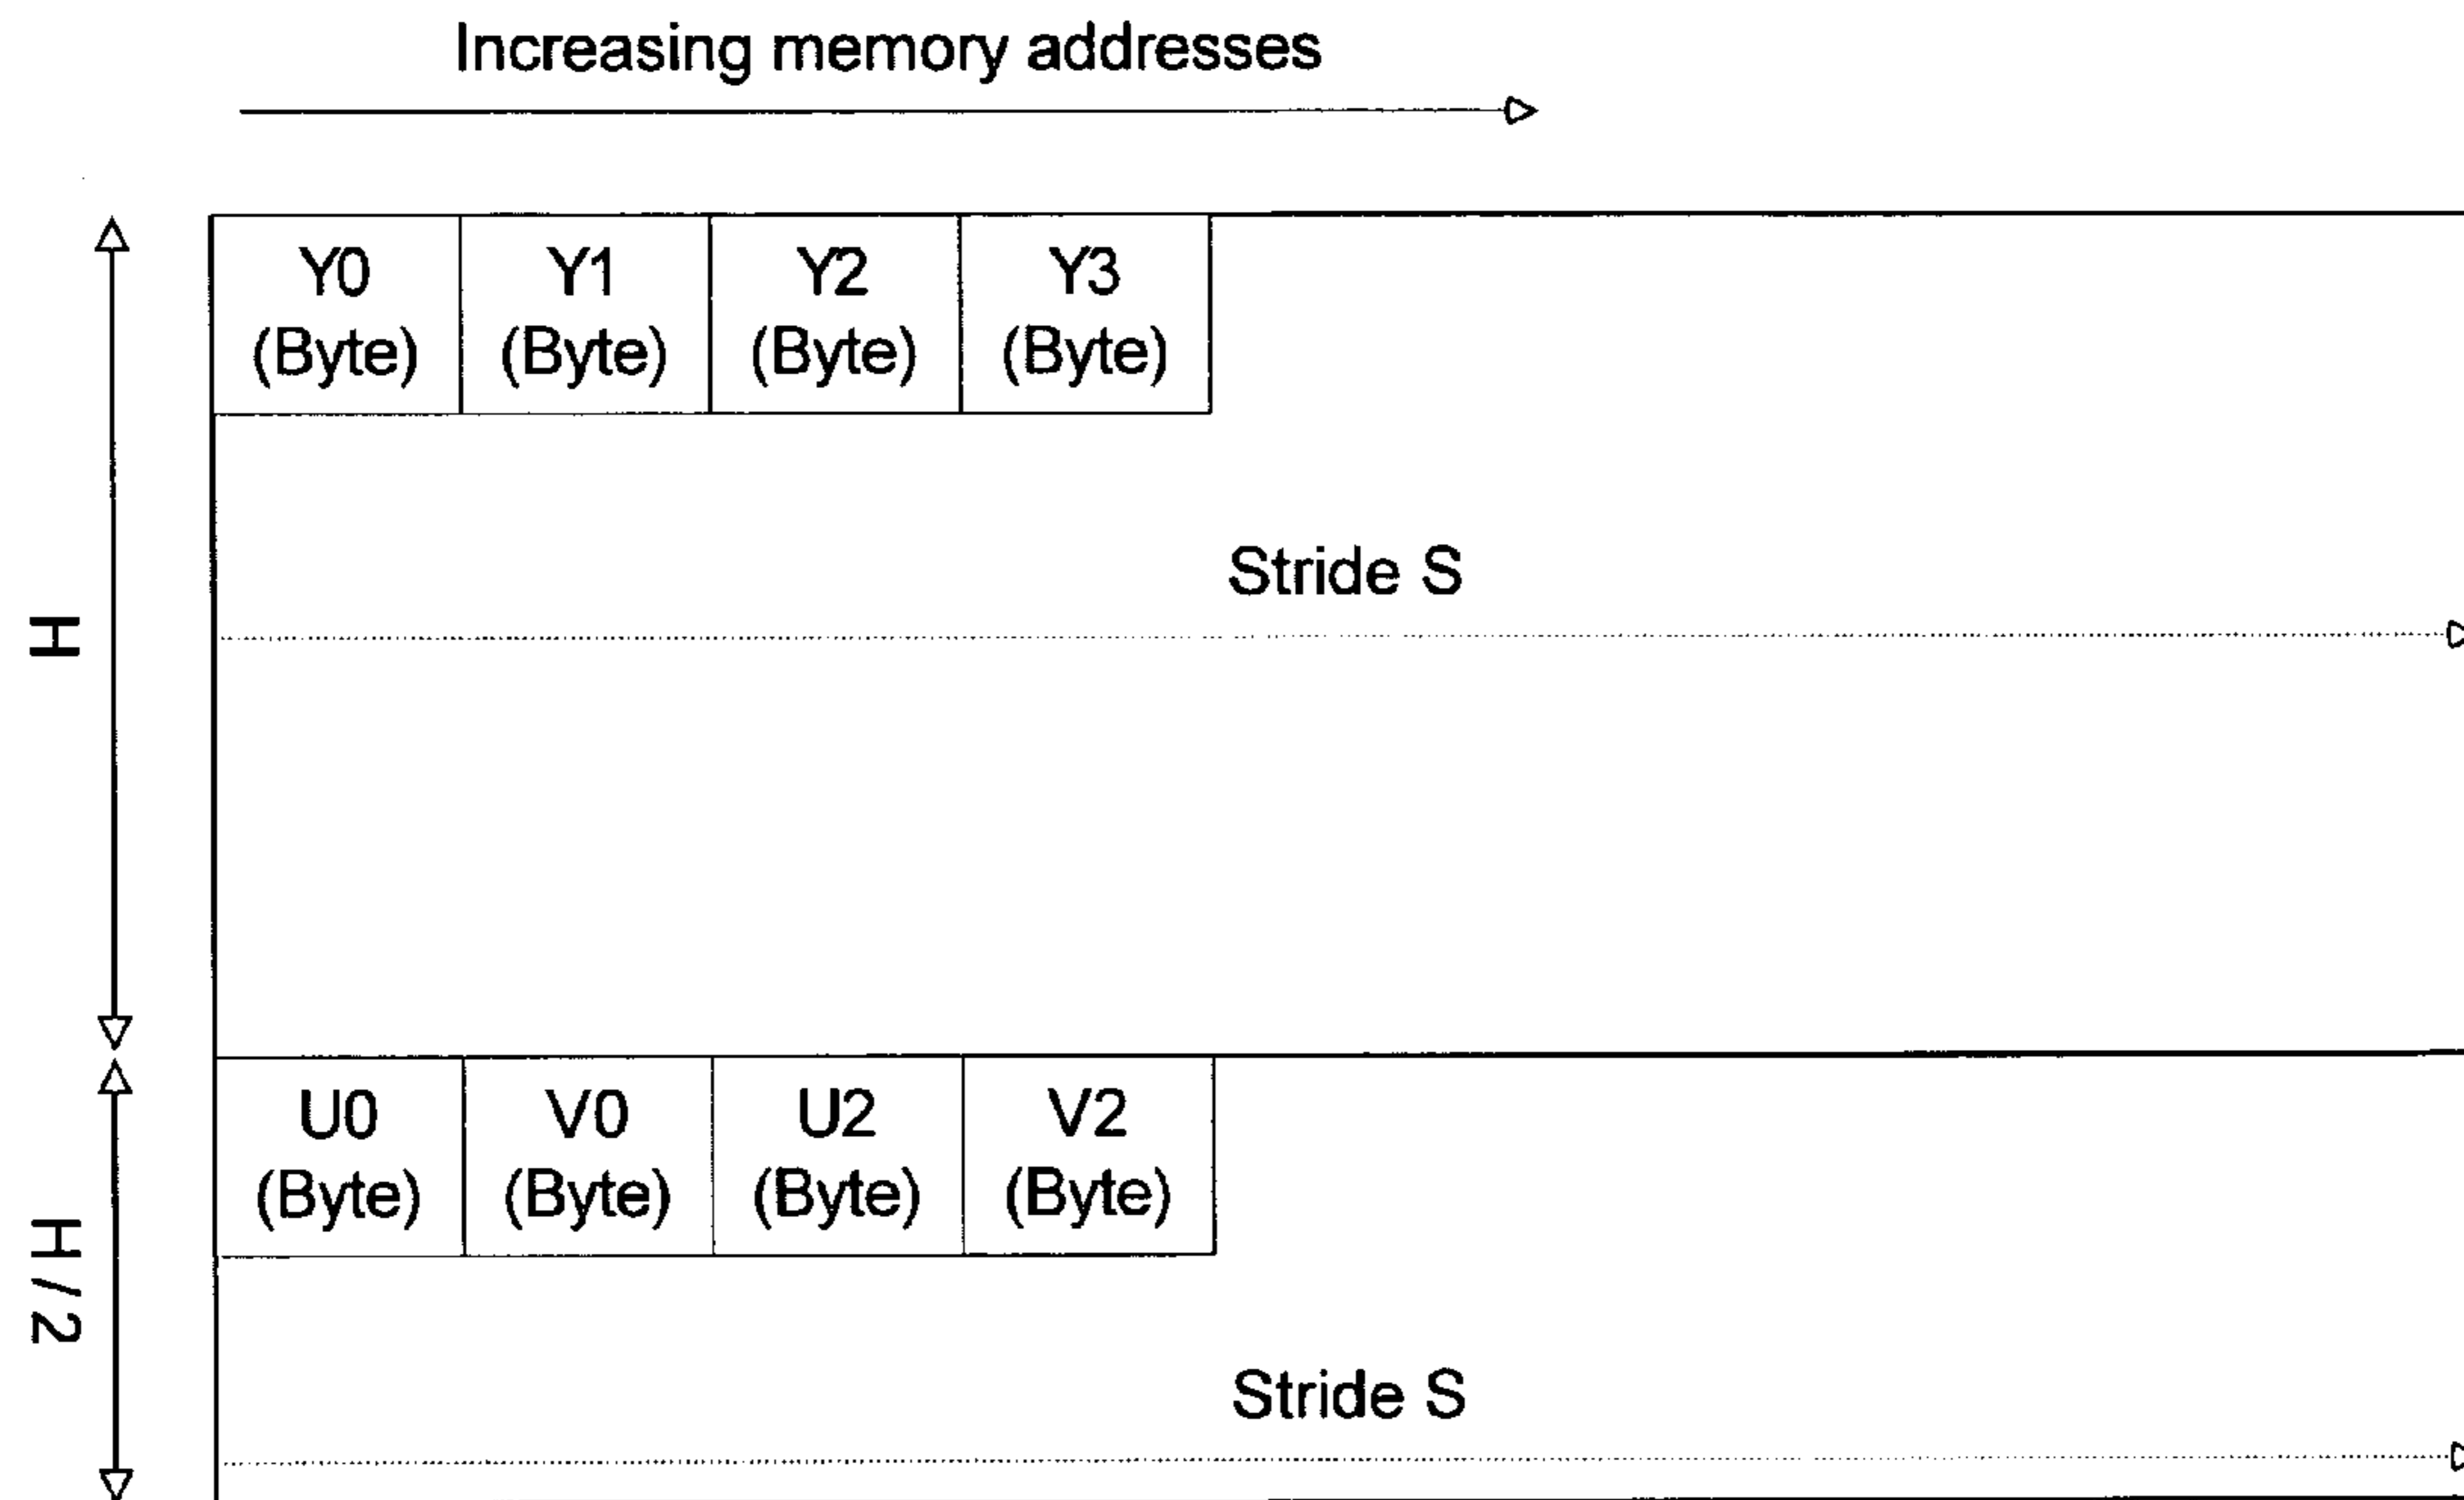 Increasing memory addresses
Y0 Y1 Y2 Y3
(Byte) (Byte) (Byte) (Byte)
Stride S
H
U0 V0 U2 V2
(Byte) (Byte) (Byte) (Byte)
H/2
Stride S